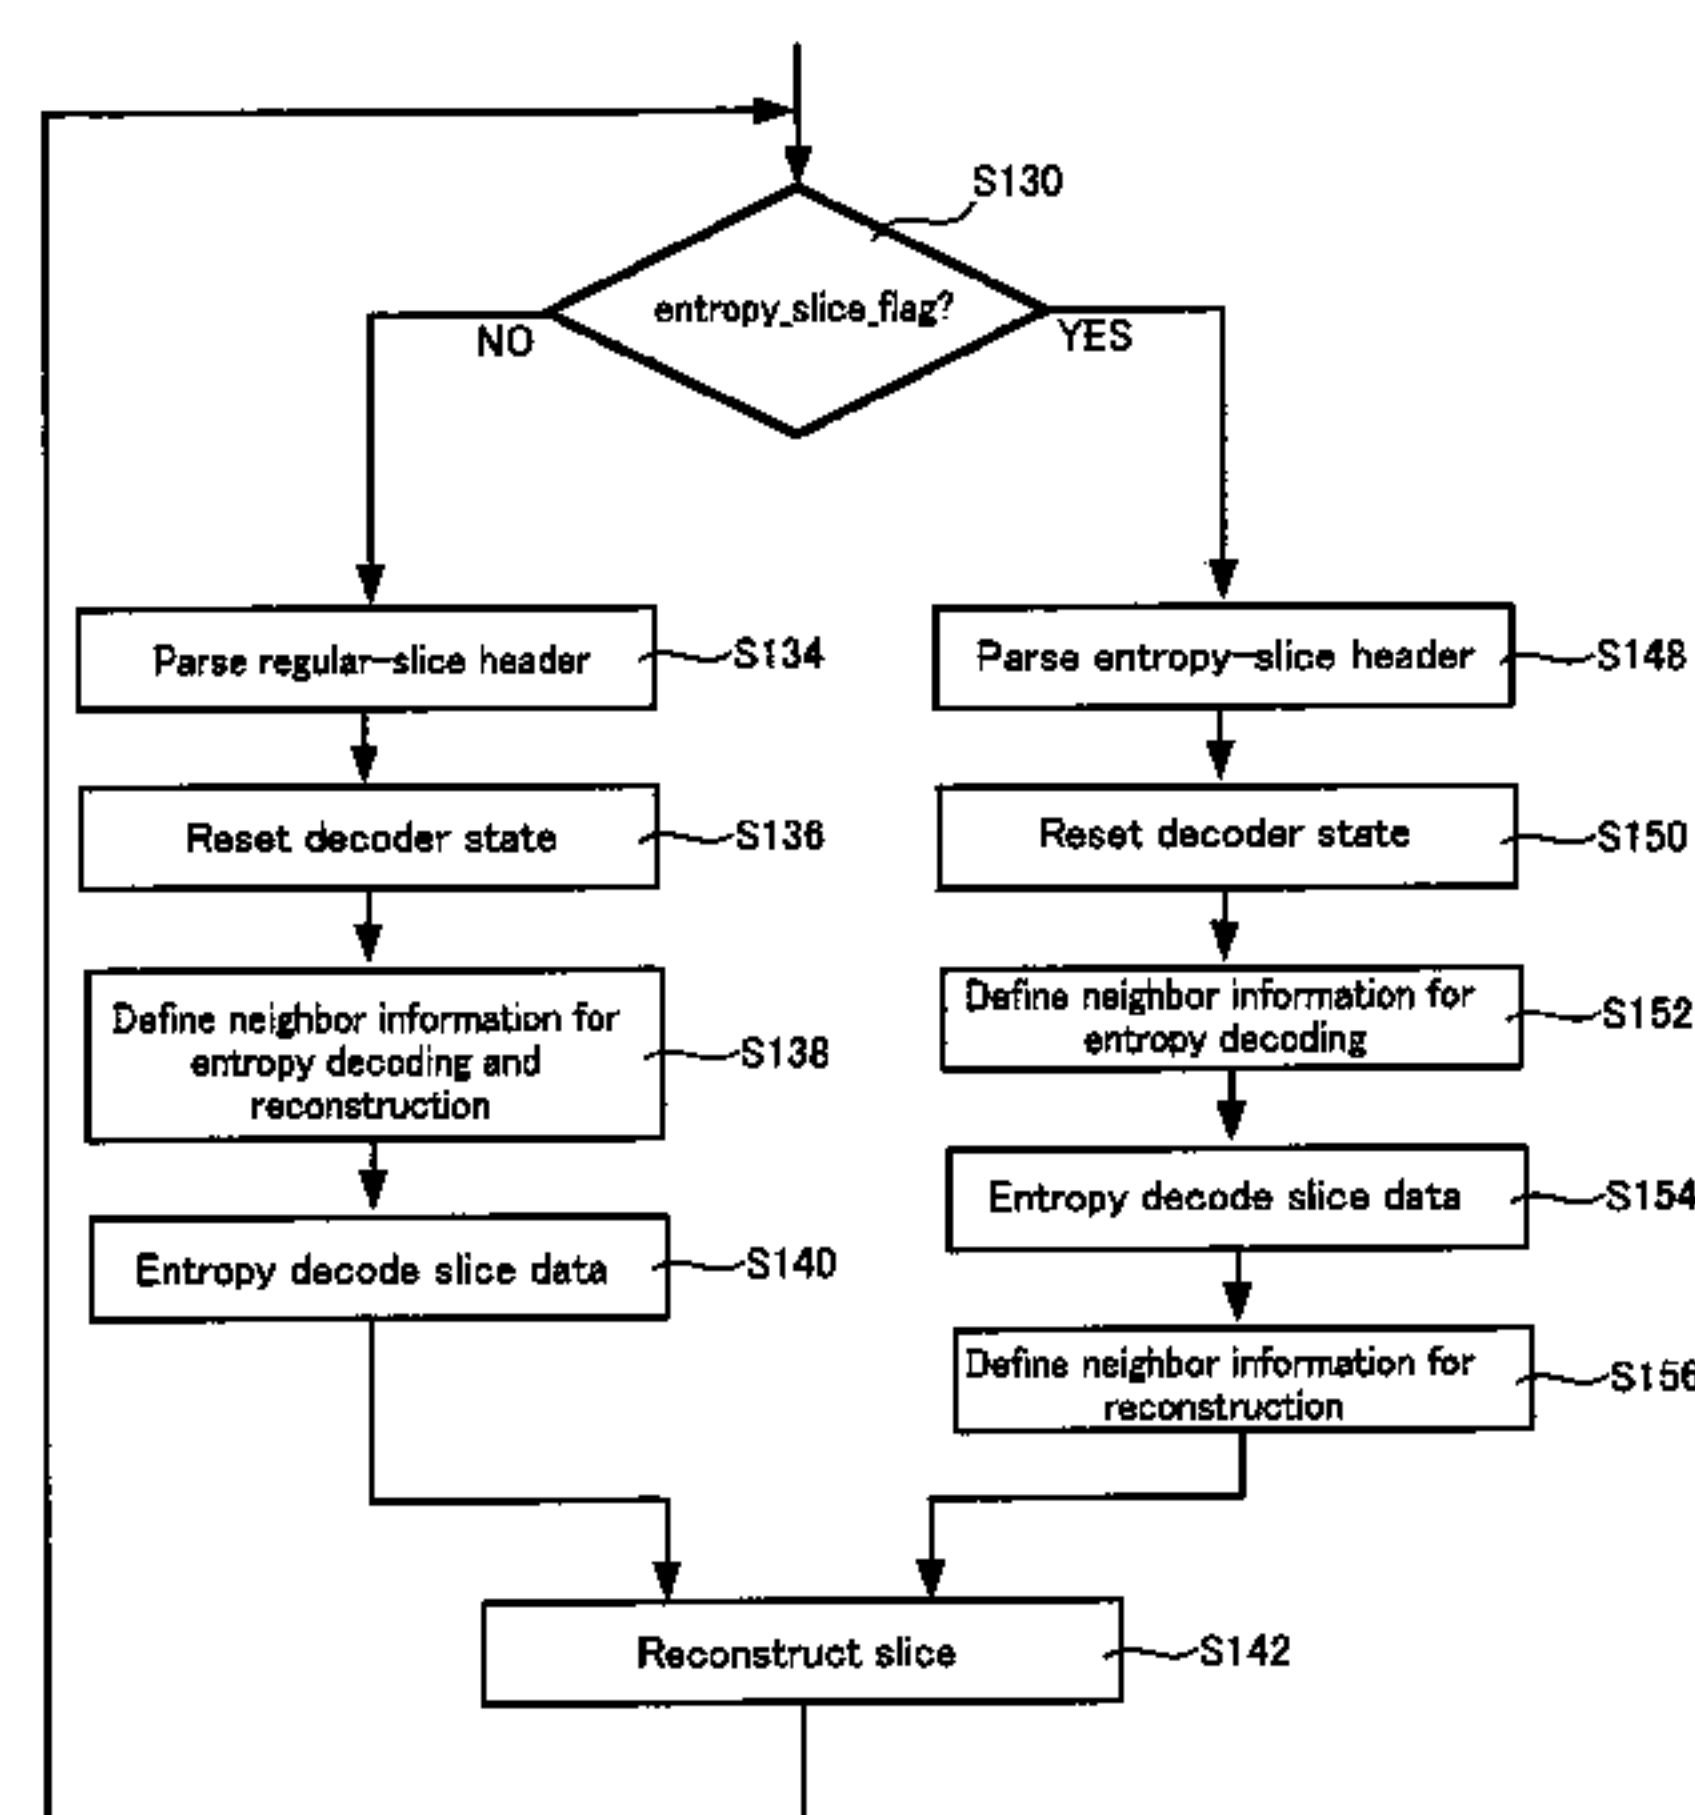 S130
entropy_slice_flag?
NO
YES
Parse regular-slice header
S134
Parse entropy-slice header
S148
Reset decoder state
S136
Reset decoder state
S150
Define neighbor information for
entropy decoding and
reconstruction
S138
Define neighbor information for
entropy decoding
S152
Entropy decode slice data
S140
Entropy decode slice data
S154
Define neighbor information for
reconstruction
S156
Reconstruct slice
S142